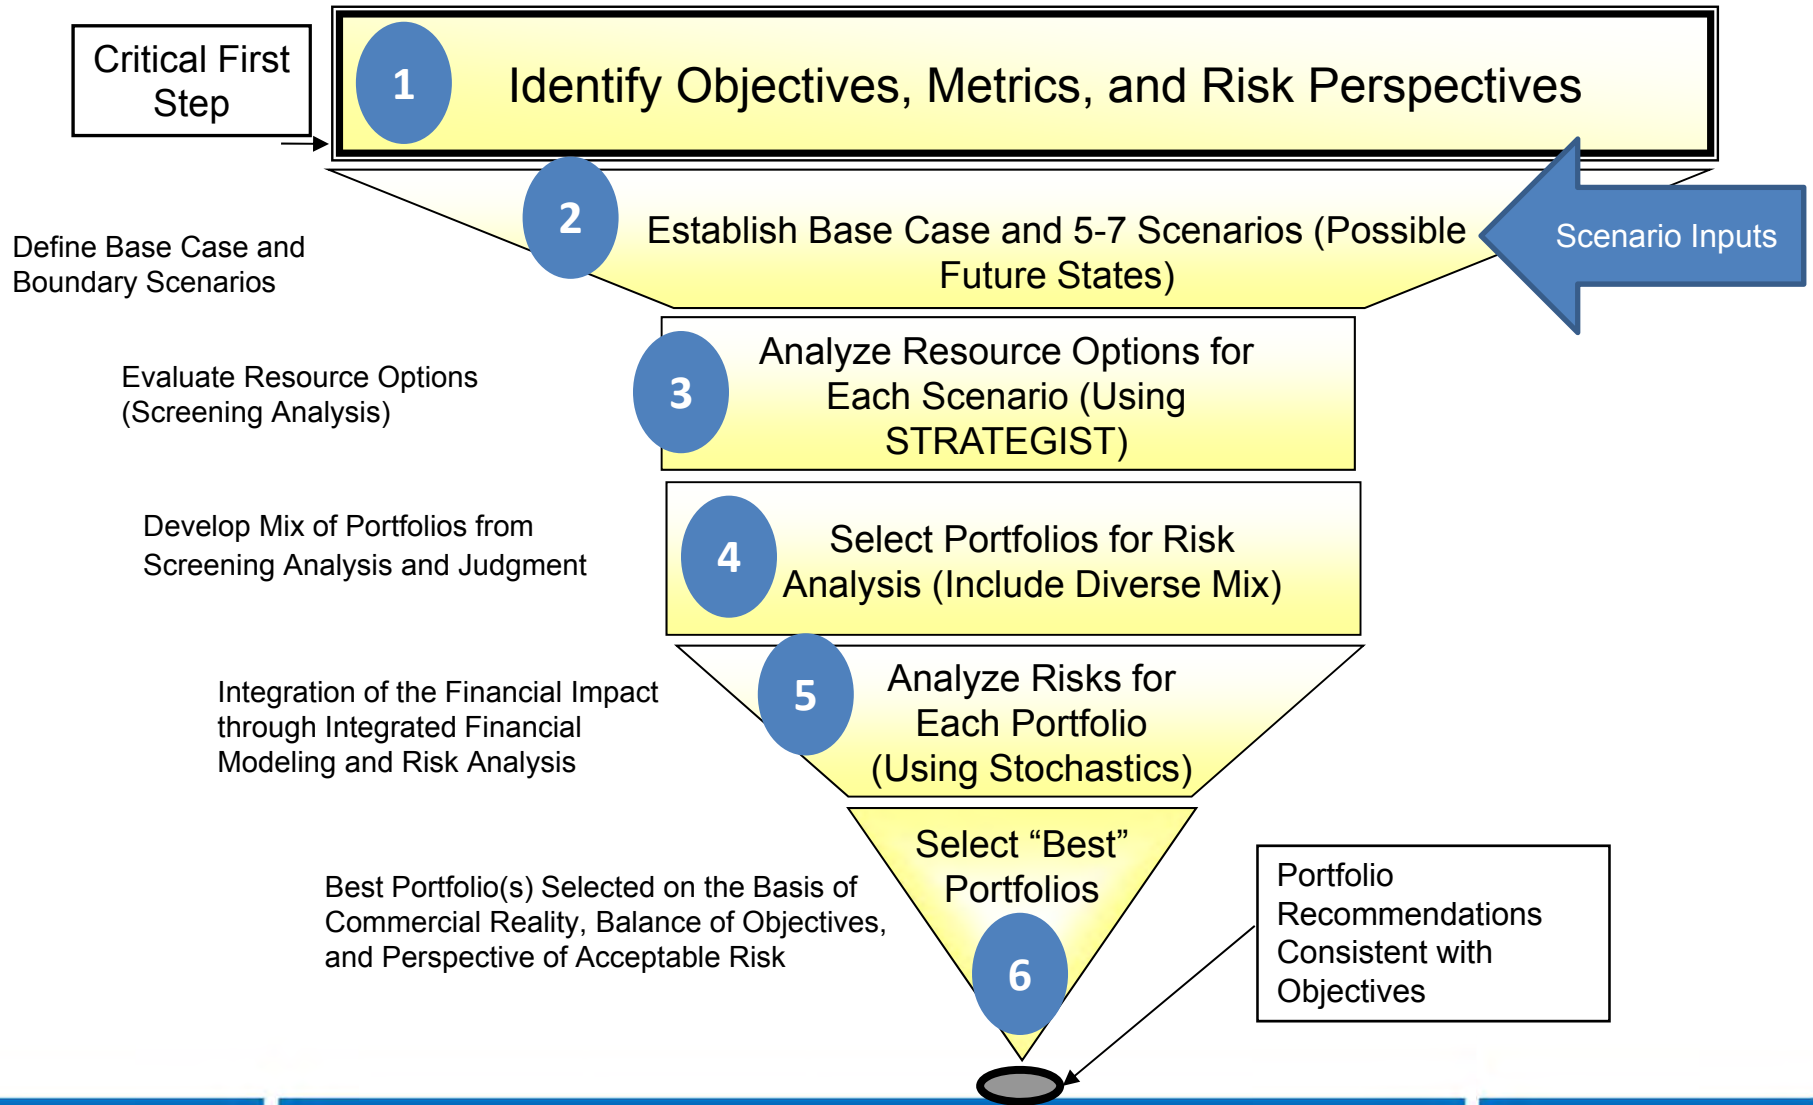 Critical First
Step
1
Identify Objectives, Metrics, and Risk Perspectives
Define Base Case and
Boundary Scenarios
2
Establish Base Case and 5-7 Scenarios (Possible
Future States)
Scenario Inputs
Evaluate Resource Options
(Screening Analysis)
3
Analyze Resource Options for
Each Scenario (Using
STRATEGIST)
Develop Mix of Portfolios from
Screening Analysis and Judgment
4
Select Portfolios for Risk
Analysis (Include Diverse Mix)
Integration of the Financial Impact
through Integrated Financial
Modeling and Risk Analysis
5
Analyze Risks for
Each Portfolio
(Using Stochastics)
Best Portfolio(s) Selected on the Basis of
Commercial Reality, Balance of Objectives,
and Perspective of Acceptable Risk
Select “Best”
Portfolios
6
Portfolio
Recommendations
Consistent with
Objectives